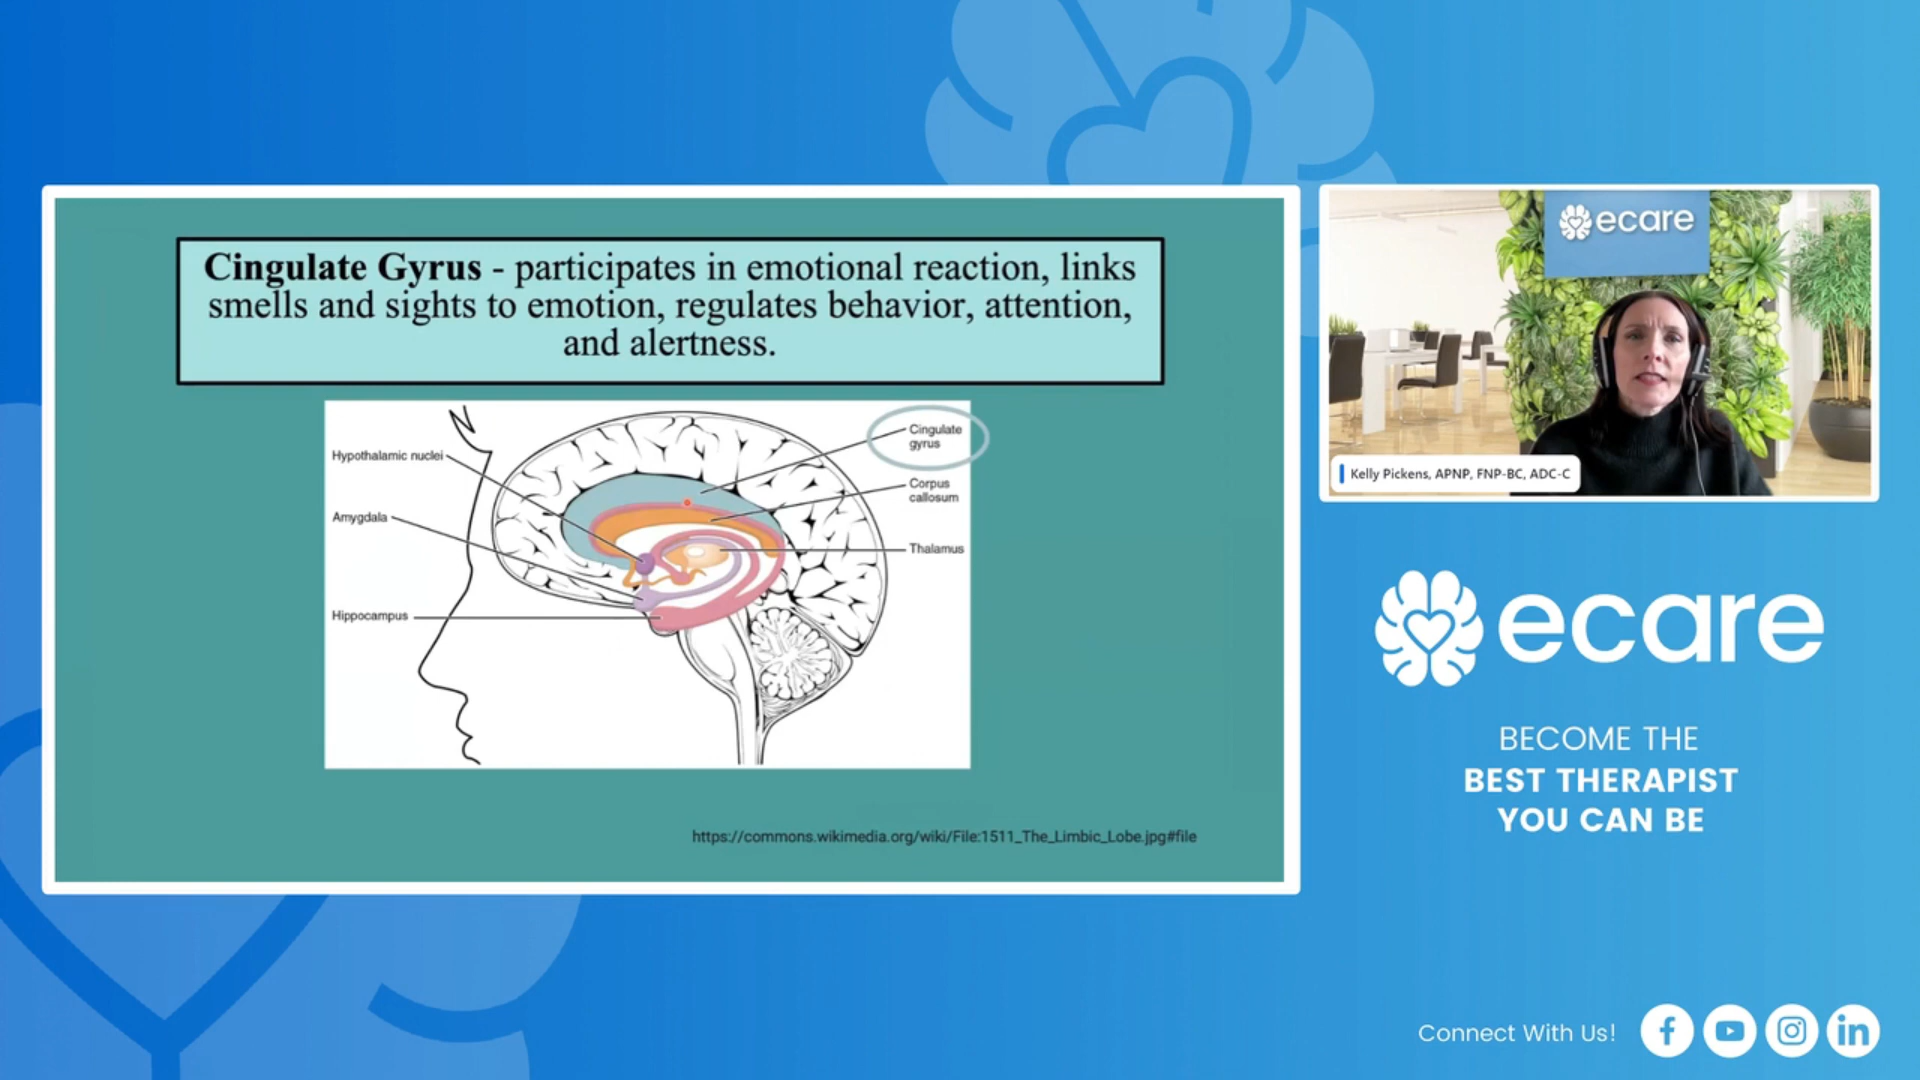 Cingulate Gyrus - participates in emotional reaction, links
smells and sights to emotion, regulates behavior, attention,
and alertness.
Hypothalamic nuclei
Amygdala
Hippocampus
Cingulate
gyrus
Corpus
callosum
Thalamus
https://commons.wikimedia.org/wiki/File:1511_The_Limbic_Lobe.jpg#file
ecare
Kelly Pickens, APNP, FNP-BC, ADC-C
ecare
BECOME THE
BEST THERAPIST
YOU CAN BE
Connect With Us!